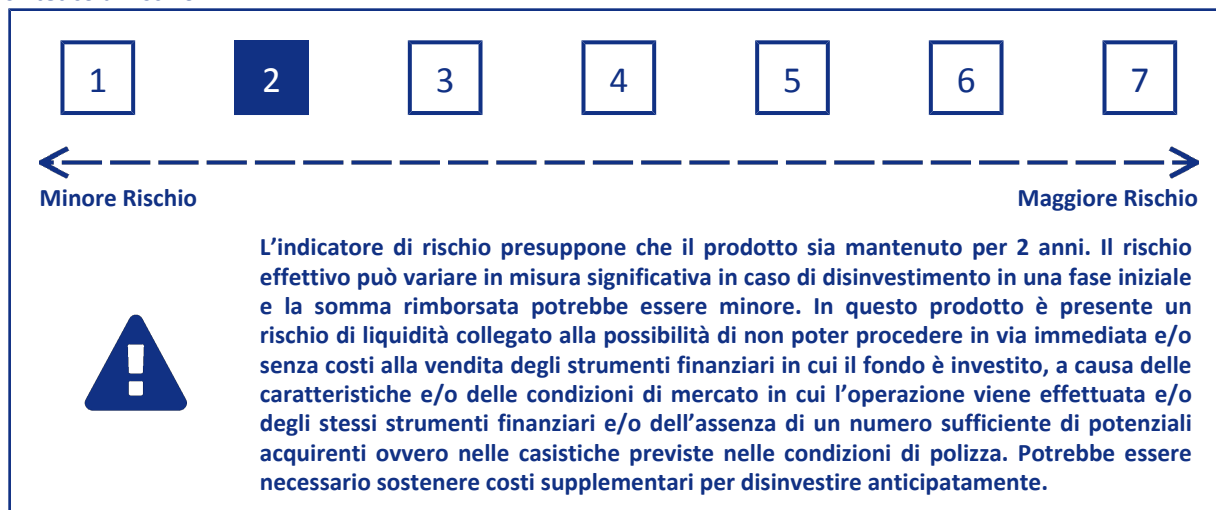 1 2 3 4 5 6 7
Minore Rischio Maggiore Rischio
L’indicatore di rischio presuppone che il prodotto sia mantenuto per 2 anni. Il rischio
effettivo può variare in misura significativa in caso di disinvestimento in una fase iniziale
e la somma rimborsata potrebbe essere minore. In questo prodotto è presente un
rischio di liquidità collegato alla possibilità di non poter procedere in via immediata e/o
senza costi alla vendita degli strumenti finanziari in cui il fondo è investito, a causa delle
caratteristiche e/o delle condizioni di mercato in cui l’operazione viene effettuata e/o
degli stessi strumenti finanziari e/o dell’assenza di un numero sufficiente di potenziali
acquirenti ovvero nelle casistiche previste nelle condizioni di polizza. Potrebbe essere
necessario sostenere costi supplementari per disinvestire anticipatamente.